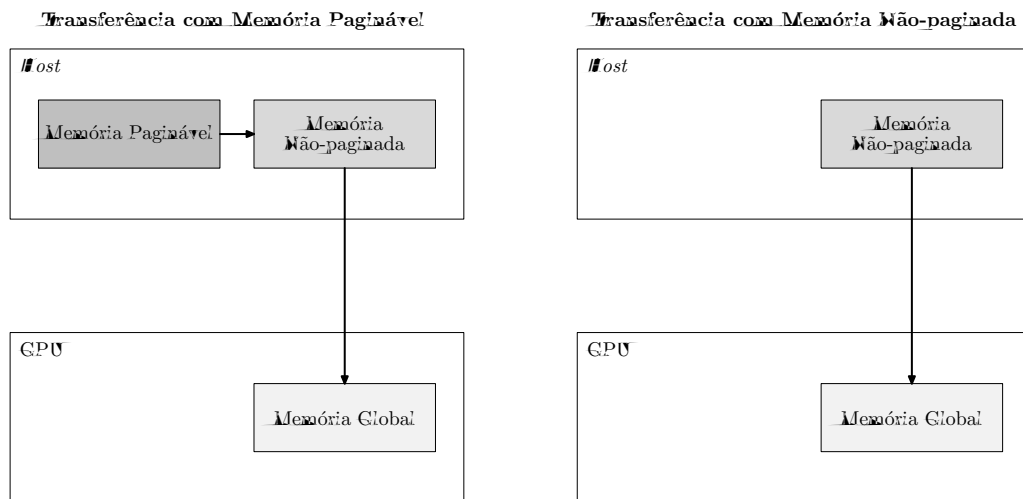 Transferência com Memória Paginável
Host
Memória Paginável
Memória
Não-paginada
GPU
Memória Global
Transferência com Memória Não-paginada
Host
Memória
Não-paginada
GPU
Memória Global